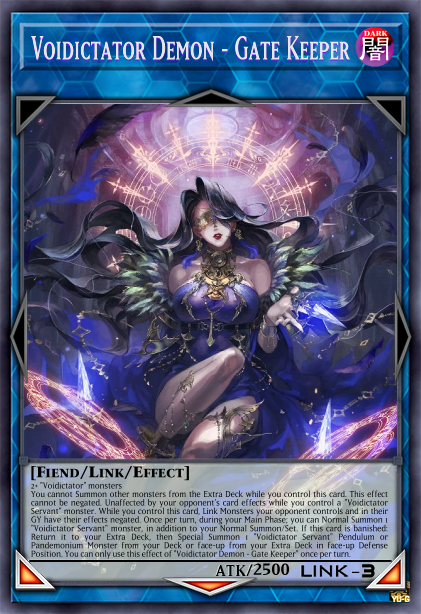 VOIDICTATOR DEMON - GATE KEEPER
DARK
闇
[FIEND/LINK/EFFECT]
2+ "Voidictator" monsters
You cannot Summon other monsters from the Extra Deck while you control this card. This effect
cannot be negated. Unaffected by your opponent's card effects while you control a "Voidictator
Servant" monster. While you control this card, Link Monsters your opponent controls and in their
GY have their effects negated. Once per turn, during your Main Phase; you can Normal Summon 1
"Voidictator Servant" monster, in addition to your Normal Summon/Set. If this card is banished:
Return it to your Extra Deck, then Special Summon 1 "Voidictator Servant" Pendulum or
Pandemonium Monster from your Deck or face-up from your Extra Deck in face-up Defense
Position. You can only use this effect of "Voidictator Demon - Gate Keeper" once per turn.
ATK/2500 LINK-3
YU-G